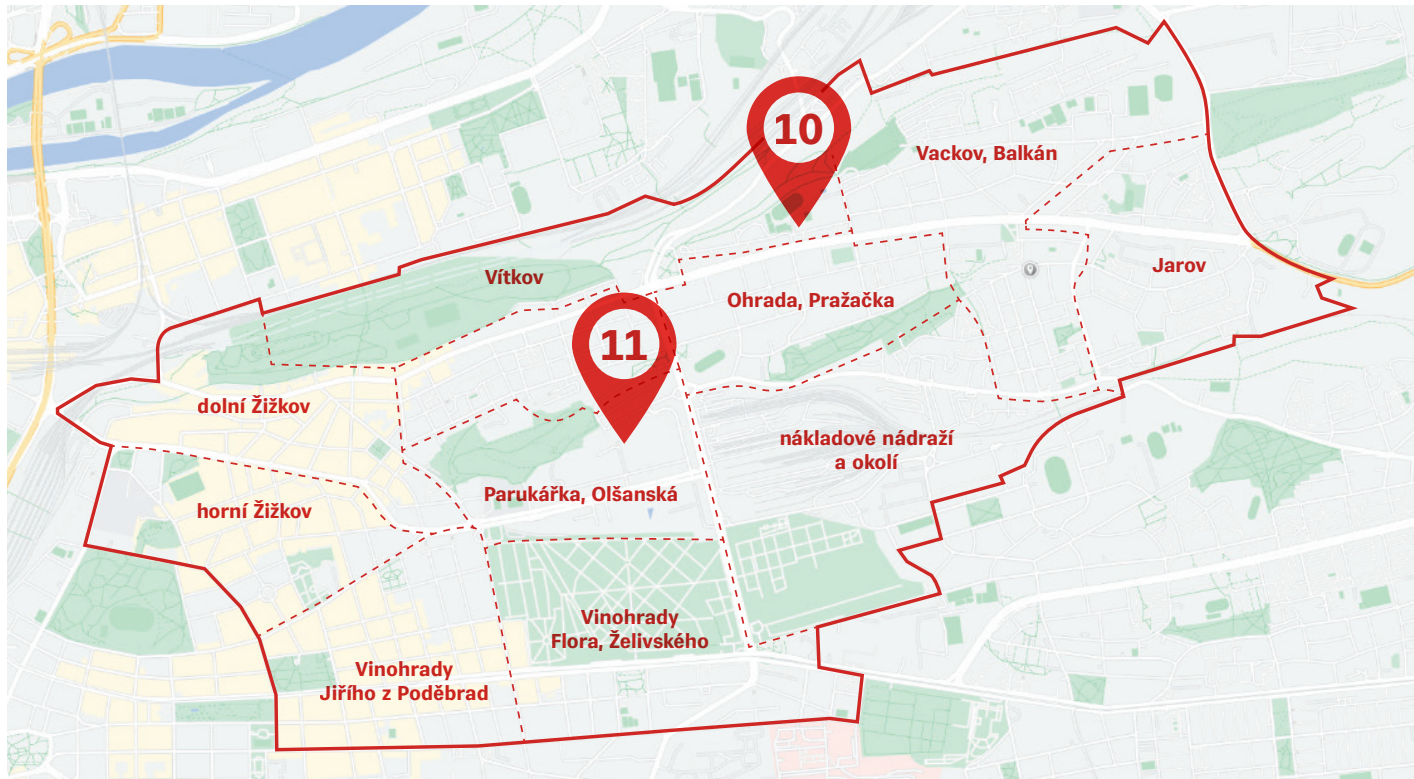 10
Vackov, Balkán
Vítkov
Jarov
Ohrada, Pražačka
11
dolní Žižkov
nákladové nádraží
a okolí
Parukářka, Olšanská
horní Žižkov
Vinohrady
Flora, Želivského
Vinohrady
Jiřího z Poděbrad